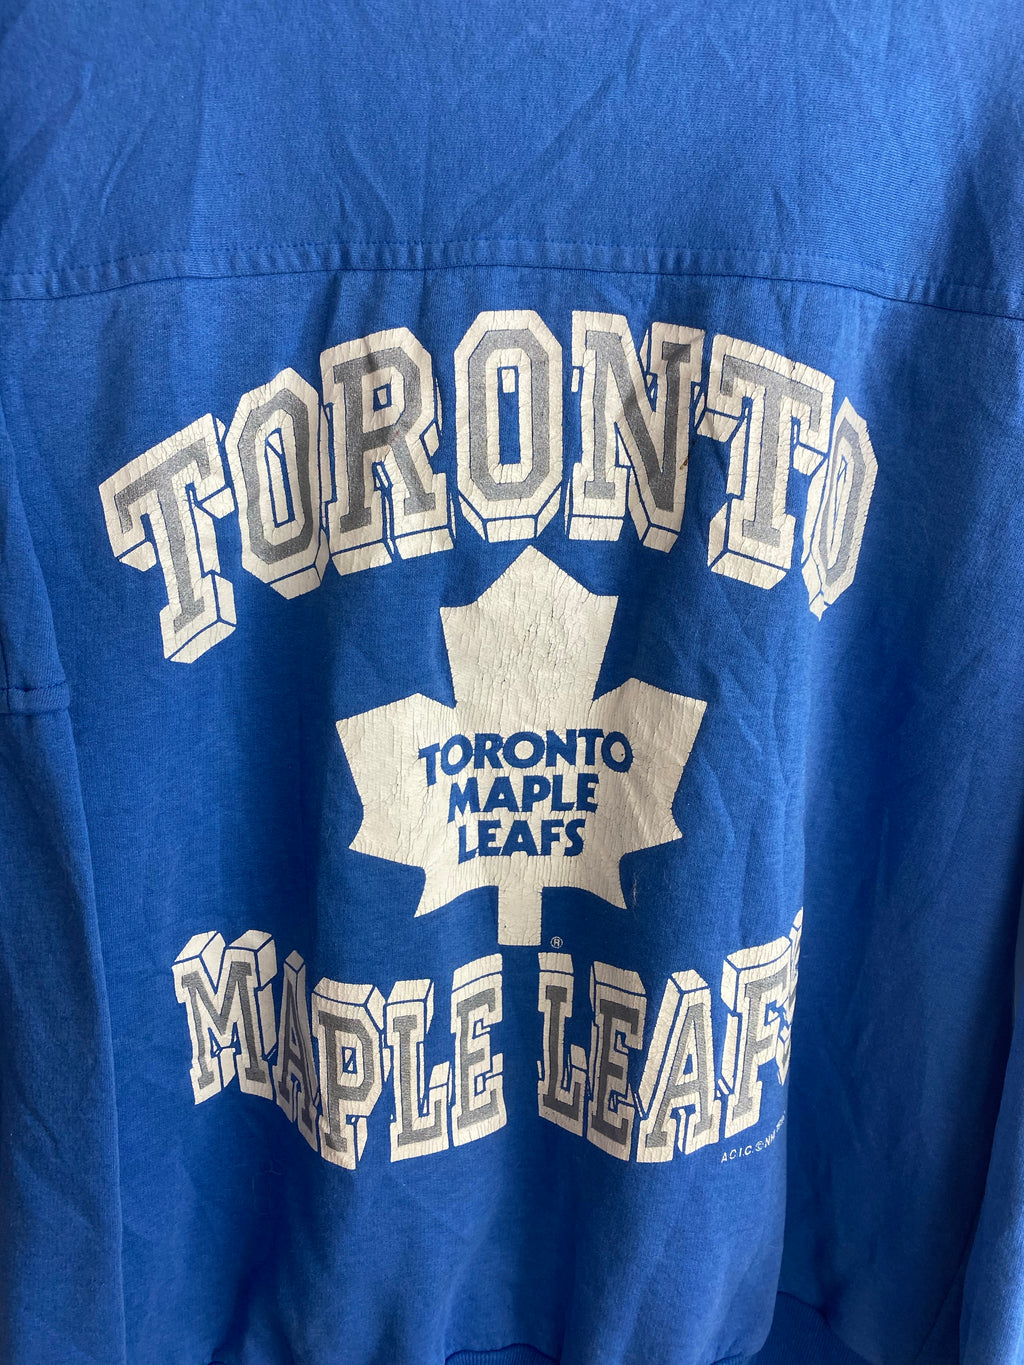 TORONTO
TORONTO
MAPLE
LEAFS
®
MAPLE LEAFS
A.C.I.C. ©